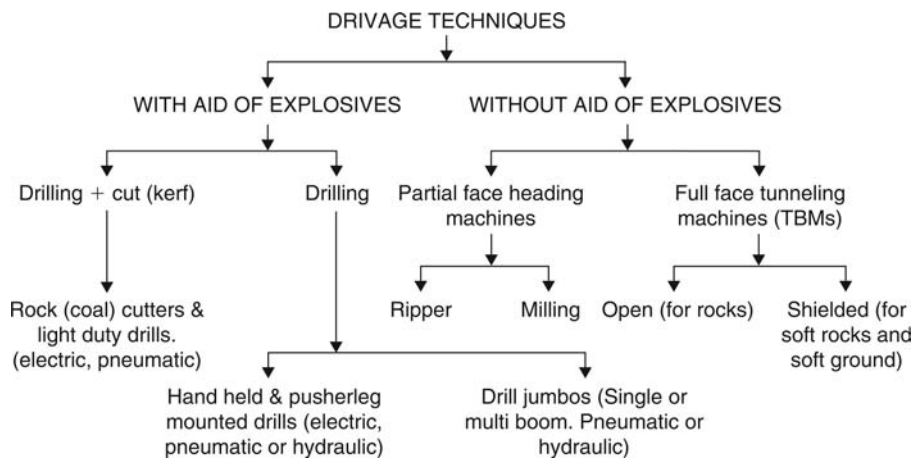 DRIVAGE TECHNIQUES
WITH AID OF EXPLOSIVES
WITHOUT AID OF EXPLOSIVES
Drilling + cut (kerf)
Drilling
Partial face heading
machines
Full face tunneling
machines (TBMs)
Rock (coal) cutters &
light duty drills.
(electric, pneumatic)
Ripper
Milling
Open (for rocks)
Shielded (for
soft rocks and
soft ground)
Hand held & pusherleg
mounted drills (electric,
pneumatic or hydraulic)
Drill jumbos (Single or
multi boom. Pneumatic or
hydraulic)